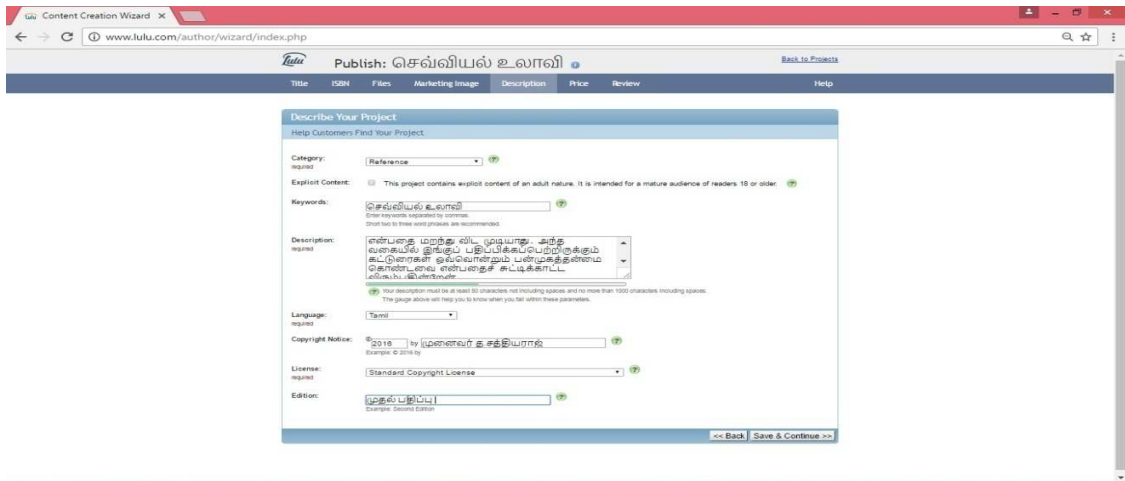 Content Creation Wizard
www.lulu.com/author/wizard/index.php
Lulu
Publish: செவ்வியல் உலாவி
Back to Projects
Title ISBN Files Marketing Image Description Price Review Help
Describe Your Project
Help Customers Find Your Project
Category: Reference
required
Explicit Content: This project contains explicit content of an adult nature. It is intended for a mature audience of readers 18 or older.
Keywords: செவ்வியல் உலாவி
Enter keywords separated by commas.
Short two to three word phrases are recommended.
Description: என்பதை மறந்து விட முடியாது. அந்த
required
வகையில் இங்குப் பதிப்பிக்கப்பெற்றிருக்கும்
கட்டுரைகள் ஒவ்வொன்றும் பன்முகத்தன்மை
கொண்டவை என்பதைச் சுட்டிக்காட்ட
விரும்புகின்றேன்
Your description must be at least 50 characters not including spaces and no more than 1000 characters including spaces.
The gauge above will help you to know when you fall within these parameters.
Language: Tamil
required
Copyright Notice: © 2016 by முனைவர் த.சத்தியராஜ்
Example: © 2016 by
License: Standard Copyright License
required
Edition: முதல் பதிப்பு
Example: Second Edition
<< Back Save & Continue >>